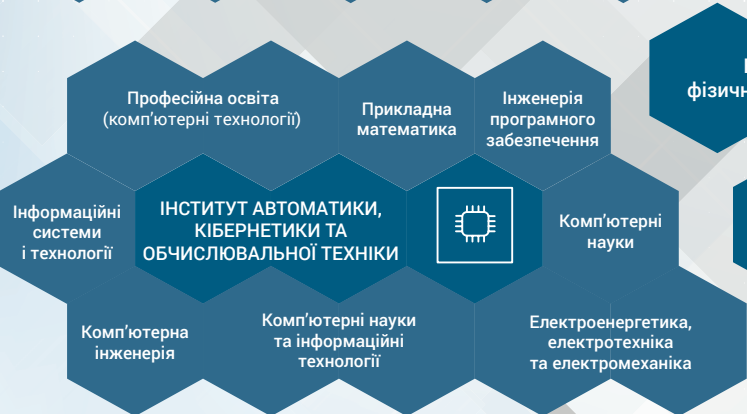 Професійна освіта
(комп'ютерні технології)
Прикладна
математика
Інженерія
програмного
забезпечення
Інформаційні
системи
і технології
ІНСТИТУТ АВТОМАТИКИ,
КІБЕРНЕТИКИ ТА
ОБЧИСЛЮВАЛЬНОЇ ТЕХНІКИ
Комп'ютерні
науки
Комп'ютерна
інженерія
Комп'ютерні науки
та інформаційні
технології
Електроенергетика,
електротехніка
та електромеханіка